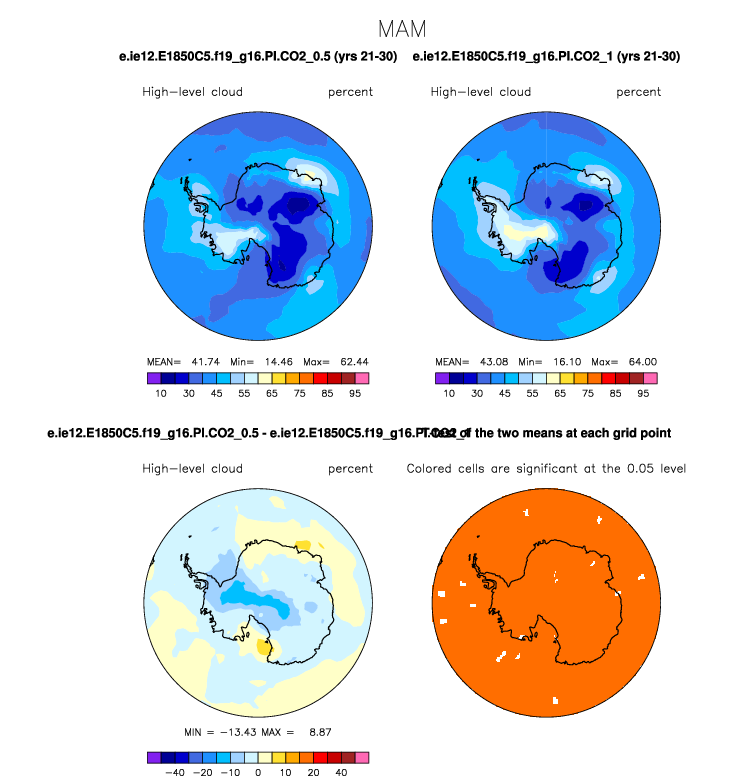 MAM
e.ie12.E1850C5.f19_g16.PI.CO2_0.5 (yrs 21-30) e.ie12.E1850C5.f19_g16.PI.CO2_1 (yrs 21-30)
High-level cloud percent High-level cloud percent
MEAN= 41.74 Min= 14.46 Max= 62.44 MEAN= 43.08 Min= 16.10 Max= 64.00
10 30 45 55 65 75 85 95 10 30 45 55 65 75 85 95
e.ie12.E1850C5.f19_g16.PI.CO2_0.5 - e.ie12.E1850C5.f19_g16.PI.CO2_1 T-Test of the two means at each grid point
High-level cloud percent Colored cells are significant at the 0.05 level
MIN = -13.43 MAX = 8.87
-40 -20 -10 0 10 20 40